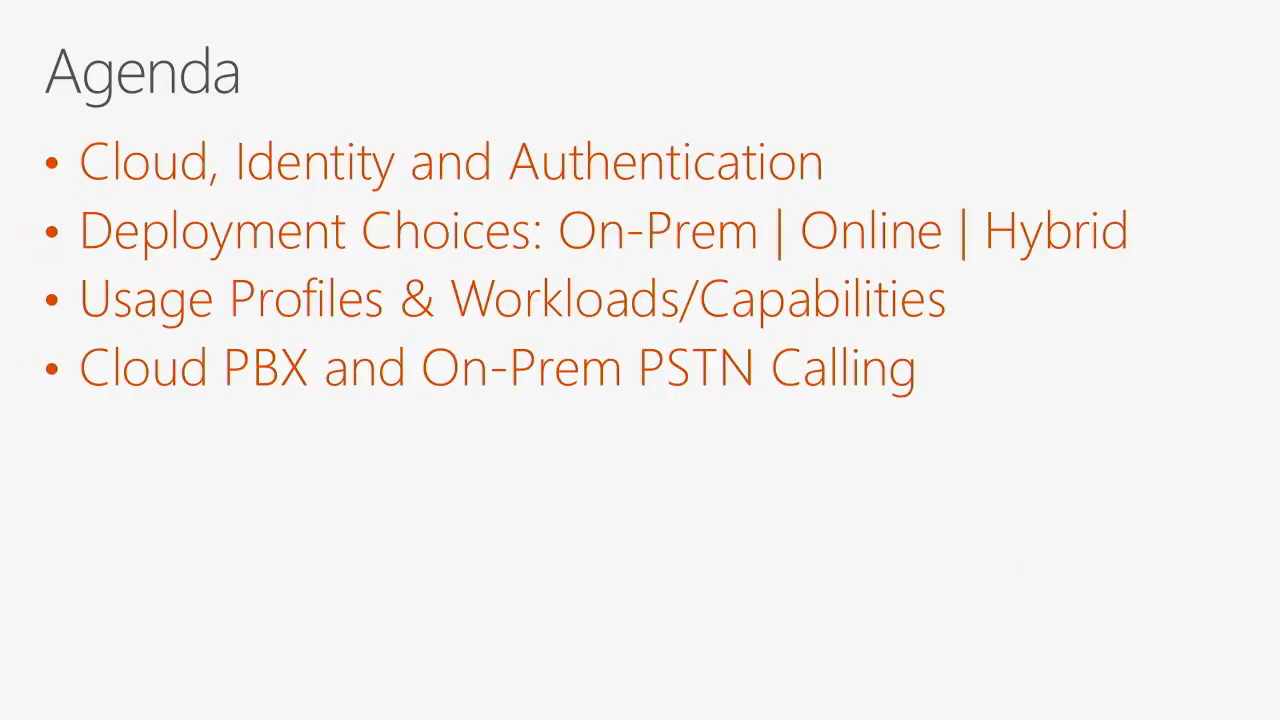 Agenda
• Cloud, Identity and Authentication
• Deployment Choices: On-Prem | Online | Hybrid
• Usage Profiles & Workloads/Capabilities
• Cloud PBX and On-Prem PSTN Calling